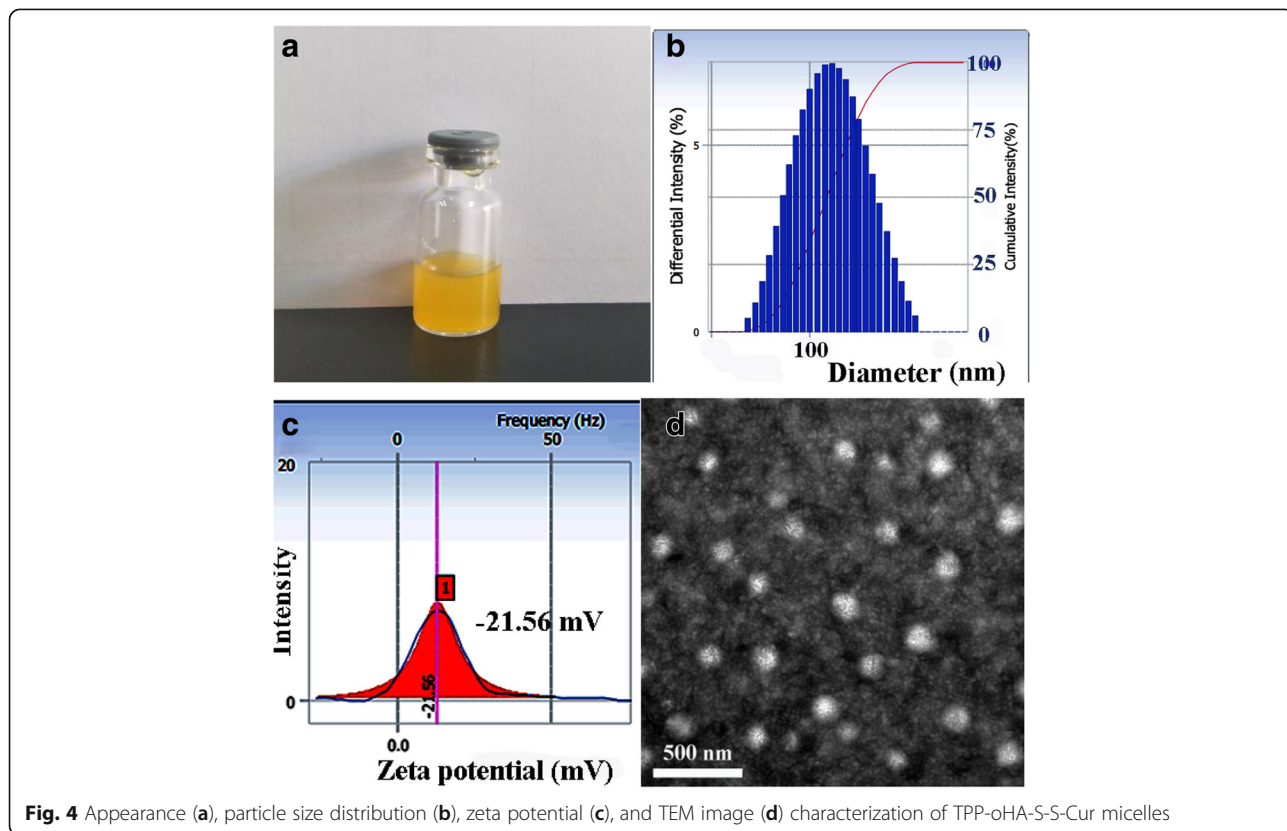 a
b
Differential Intensity (%)
5
0
100
75
50
25
0
Cumulative Intensity(%)
100
Diameter (nm)
c
Frequency (Hz)
0
50
20
Intensity
0
1
-21.56 mV
-21.56
0.0
Zeta potential (mV)
d
500 nm
Fig. 4 Appearance (a), particle size distribution (b), zeta potential (c), and TEM image (d) characterization of TPP-oHA-S-S-Cur micelles